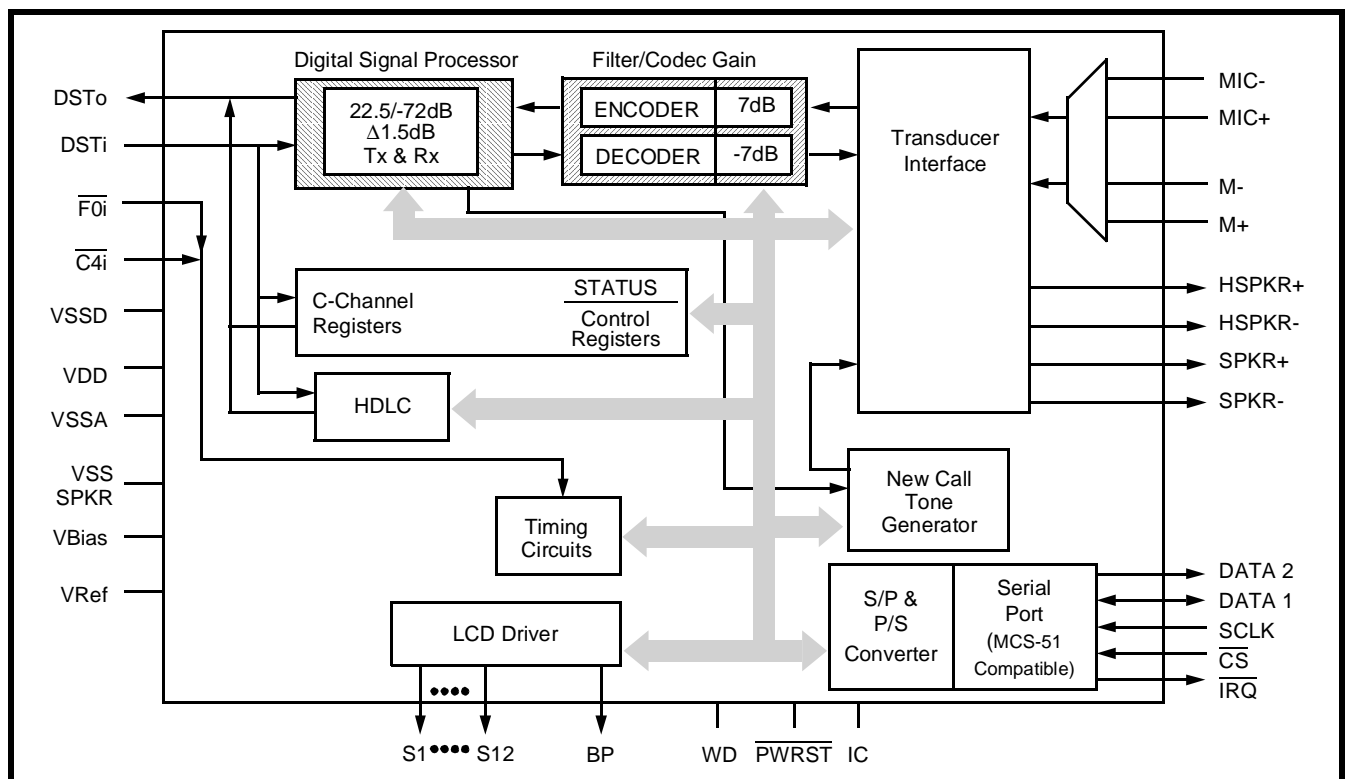 Digital Signal Processor
Filter/Codec Gain
DSTo
DSTi
F0i
C4i
VSSD
VDD
VSSA
VSS
SPKR
VBias
VRef
22.5/-72dB
Δ1.5dB
Tx & Rx
ENCODER
7dB
DECODER
-7dB
Transducer
Interface
MIC-
MIC+
M-
M+
HSPKR+
HSPKR-
SPKR+
SPKR-
C-Channel
Registers
STATUS
Control
Registers
HDLC
Timing
Circuits
New Call
Tone
Generator
LCD Driver
S/P &
P/S
Converter
Serial
Port
(MCS-51
Compatible)
DATA 2
DATA 1
SCLK
CS
IRQ
S1
S12
BP
WD
PWRST
IC